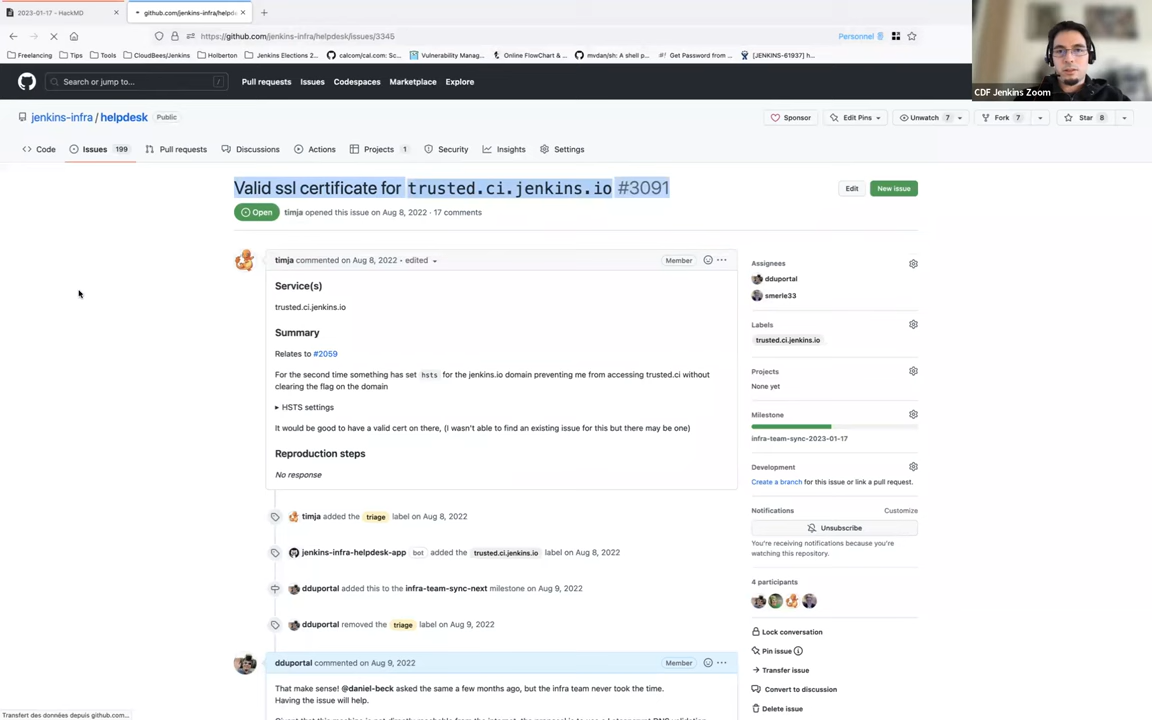 2023-01-17 - HackMD
github.com/jenkins-infra/helpd
https://github.com/jenkins-infra/helpdesk/issues/3345
Personnel
Freelancing
Tips
Tools
CloudBees/Jenkins
Holberton
Jenkins Elections 2...
calcom/cal.com: Sc...
Vulnerability Manag...
Online FlowChart & ...
mvdan/sh: A shell p...
Get Password from ...
[JENKINS-61937] h...
CDF Jenkins Zoom
Search or jump to...
/
Pull requests
Issues
Codespaces
Marketplace
Explore
jenkins-infra / helpdesk
Public
Sponsor
Edit Pins
Unwatch 7
Fork 7
Star 8
Code
Issues 199
Pull requests
Discussions
Actions
Projects 1
Security
Insights
Settings
Valid ssl certificate for trusted.ci.jenkins.io #3091
Edit
New issue
Open
timja opened this issue on Aug 8, 2022 · 17 comments
timja commented on Aug 8, 2022 • edited
Member
Service(s)
trusted.ci.jenkins.io
Summary
Relates to #2059
For the second time something has set hsts for the jenkins.io domain preventing me from accessing trusted.ci without
clearing the flag on the domain
HSTS settings
It would be good to have a valid cert on there, (I wasn't able to find an existing issue for this but there may be one)
Reproduction steps
No response
timja added the triage label on Aug 8, 2022
jenkins-infra-helpdesk-app bot added the trusted.ci.jenkins.io label on Aug 8, 2022
dduportal added this to the infra-team-sync-next milestone on Aug 9, 2022
dduportal removed the triage label on Aug 9, 2022
dduportal commented on Aug 9, 2022
Member
That make sense! @daniel-beck asked the same a few months ago, but the infra team never took the time.
Having the issue will help.
Assignees
dduportal
smerle33
Labels
trusted.ci.jenkins.io
Projects
None yet
Milestone
infra-team-sync-2023-01-17
Development
Create a branch for this issue or link a pull request.
Notifications
Customize
Unsubscribe
You're receiving notifications because you're
watching this repository.
4 participants
Lock conversation
Pin issue
Transfer issue
Convert to discussion
Delete issue
Transfert des données depuis github.com...